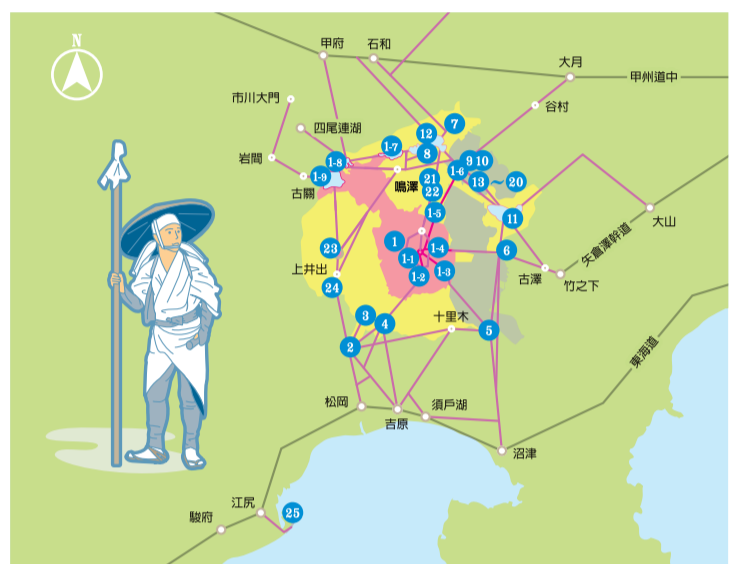 N
甲府
石和
大月
甲州道中
市川大門
谷村
四尾連湖
7
12
1-7
8
岩間
1-8
9
10
1-6
1-9
鳴澤
21
13
~
20
古關
22
1-5
11
大山
矢倉澤幹道
1
1-4
23
6
1-1
上井出
1-2
1-3
古澤
竹之下
24
3
十里木
4
5
2
東海道
松岡
須戶湖
吉原
沼津
江尻
25
駿府